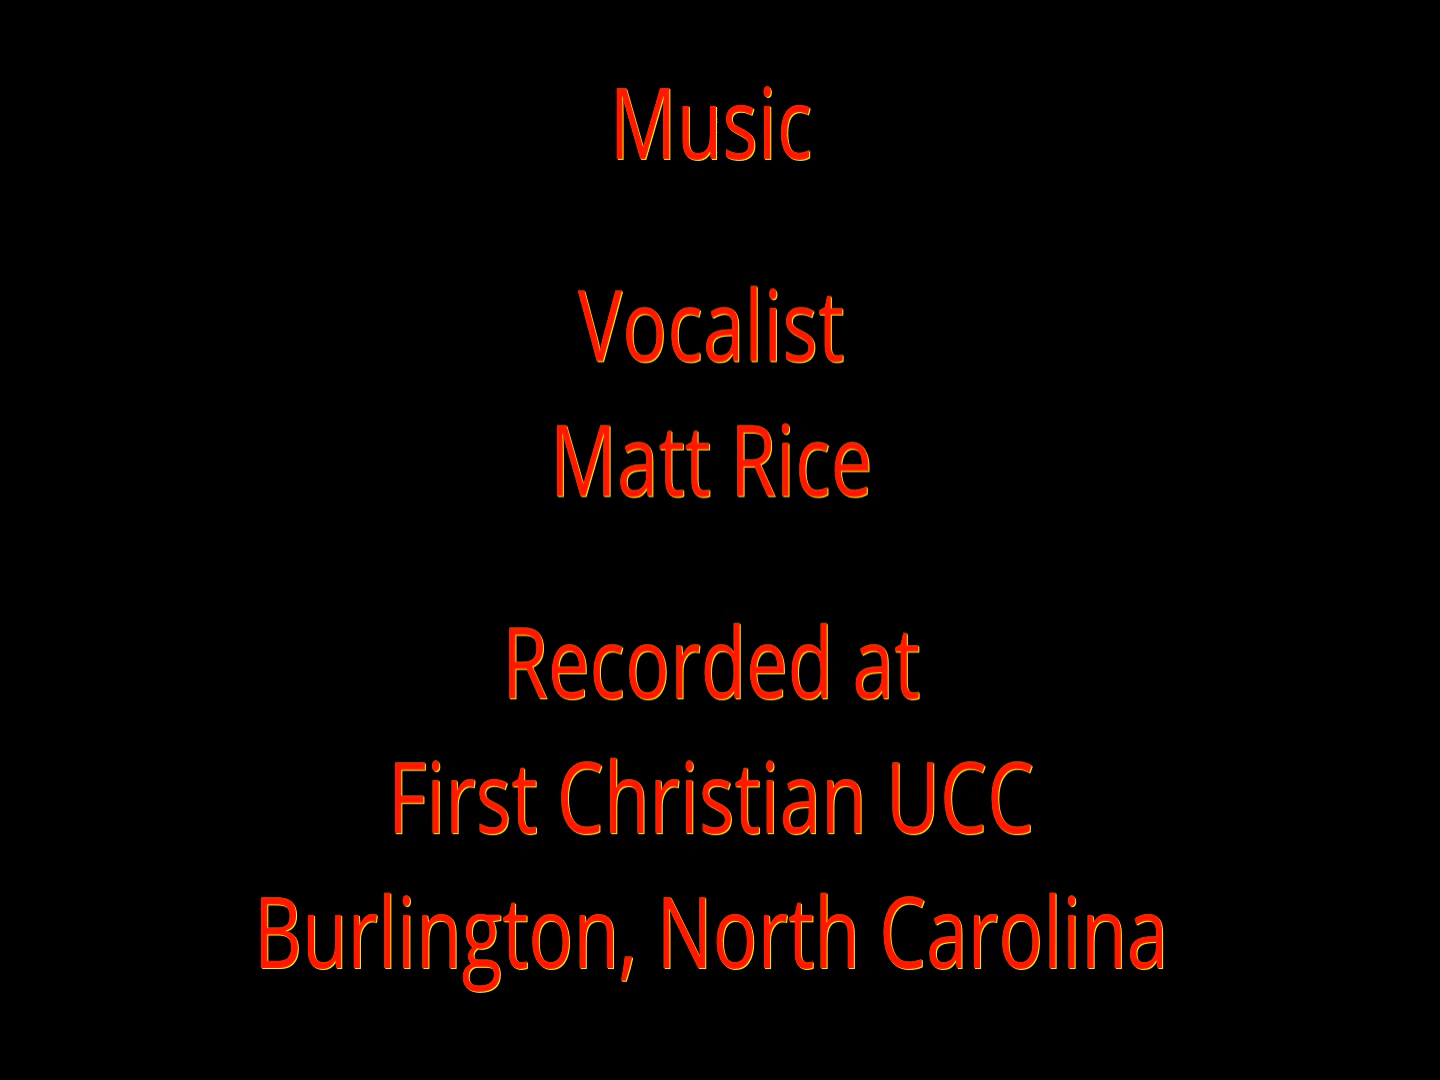 Music
Vocalist
Matt Rice
Recorded at
First Christian UCC
Burlington, North Carolina